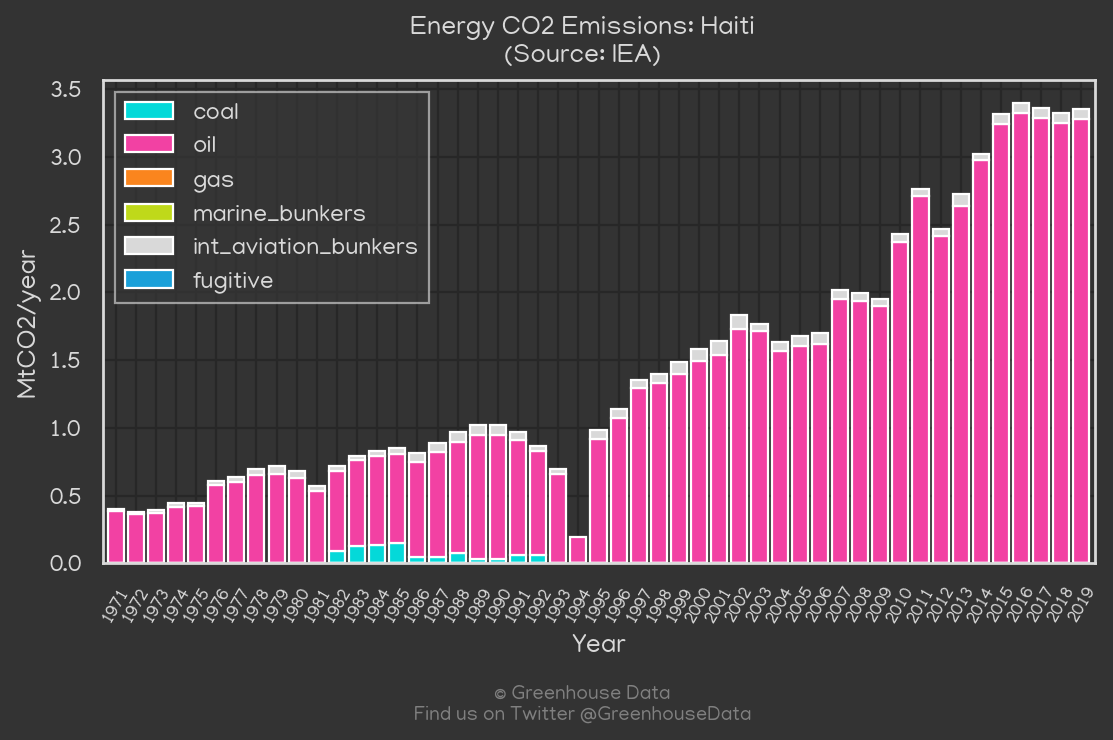 Energy CO2 Emissions: Haiti
(Source: IEA)
3.5
3.0
2.5
2.0
1.5
1.0
0.5
0.0
MtCO2/year
coal
oil
gas
marine_bunkers
int_aviation_bunkers
fugitive
1971 1972 1973 1974 1975 1976 1977 1978 1979 1980 1981 1982 1983 1984 1985 1986 1987 1988 1989 1990 1991 1992 1993 1994 1995 1996 1997 1998 1999 2000 2001 2002 2003 2004 2005 2006 2007 2008 2009 2010 2011 2012 2013 2014 2015 2016 2017 2018 2019
Year
© Greenhouse Data
Find us on Twitter @GreenhouseData